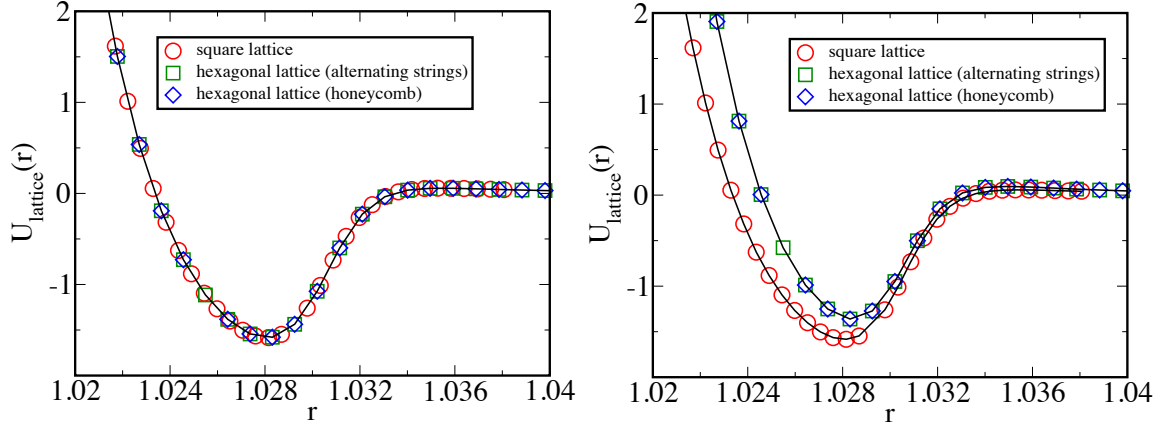 2
1
0
-1
U_lattice(r)
square lattice
hexagonal lattice (alternating strings)
hexagonal lattice (honeycomb)
1.02 1.024 1.028 1.032 1.036 1.04
r
2
1
0
-1
U_lattice(r)
square lattice
hexagonal lattice (alternating strings)
hexagonal lattice (honeycomb)
1.02 1.024 1.028 1.032 1.036 1.04
r